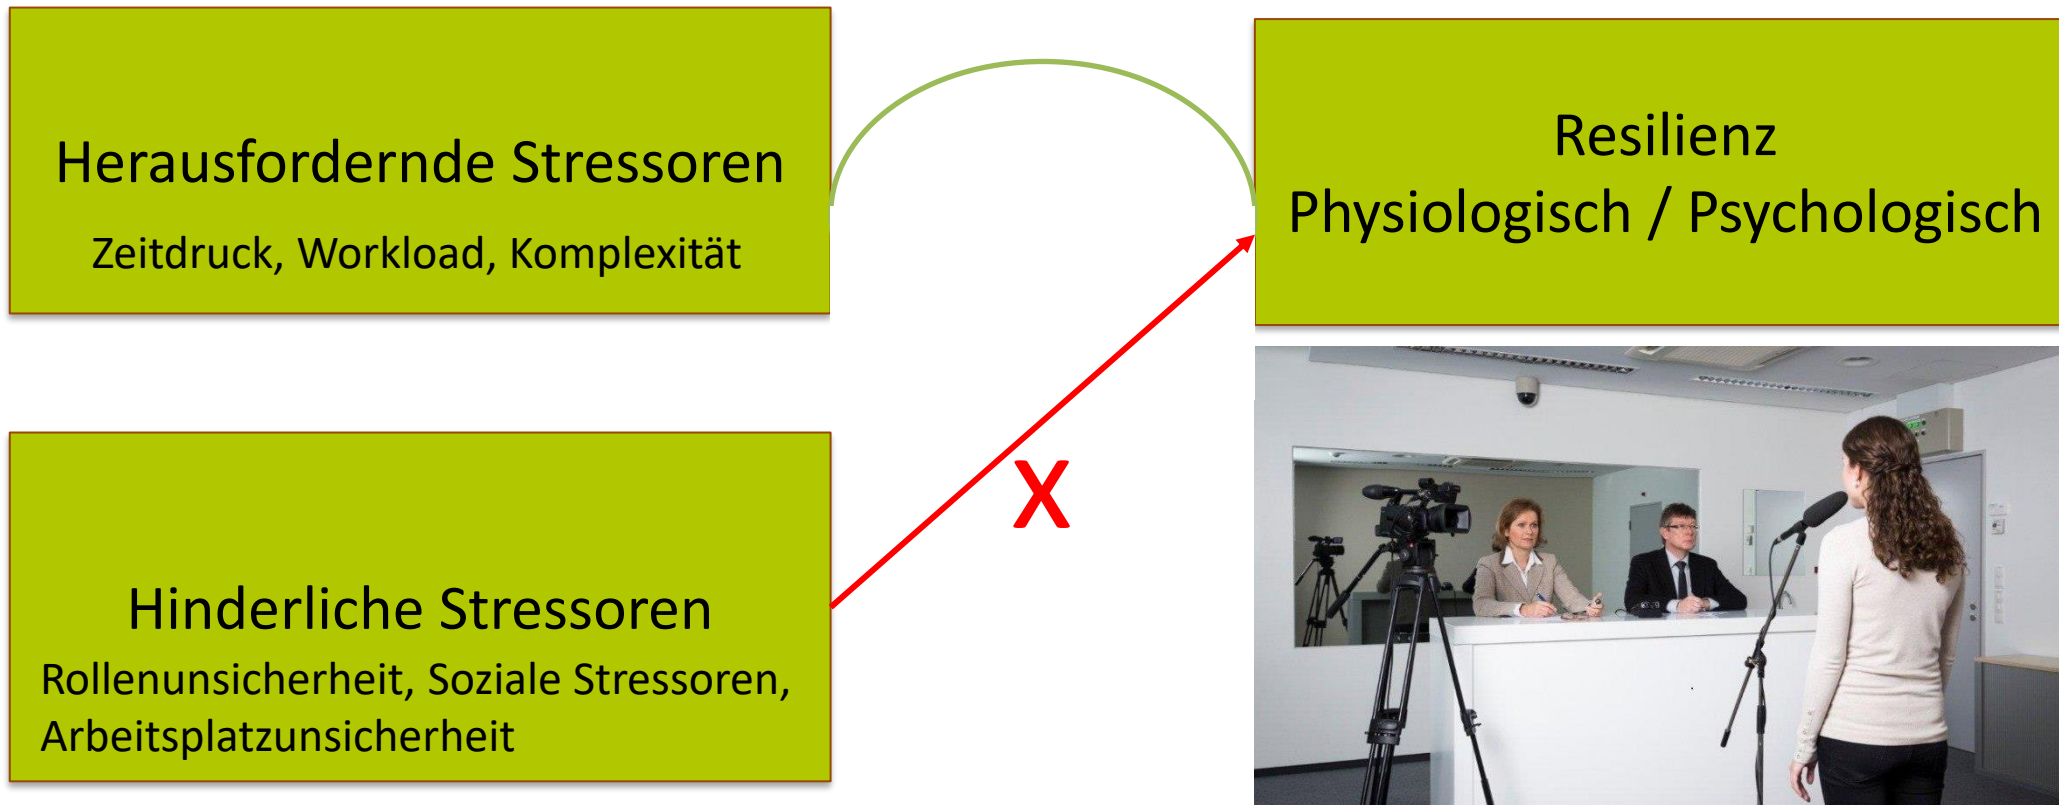 Herausfordernde Stressoren
Zeitdruck, Workload, Komplexität
Resilienz
Physiologisch / Psychologisch
X
Hinderliche Stressoren
Rollenunsicherheit, Soziale Stressoren,
Arbeitsplatzunsicherheit